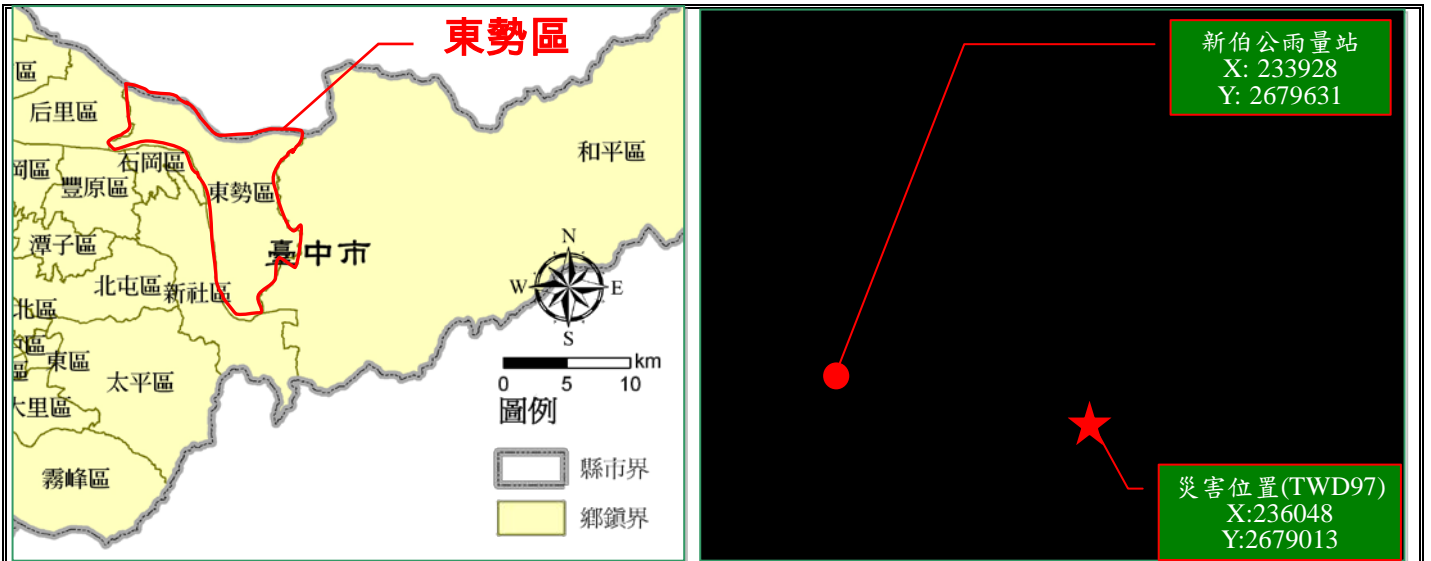 東勢區
區
后里區
石岡區
岡區
豐原區
東勢區
和平區
潭子區
臺中市
北屯區
新社區
北區
區
東區
區
太平區
大里區
霧峰區
N
W
E
S
km
0 5 10
圖例
縣市界
鄉鎮界
新伯公雨量站
X: 233928
Y: 2679631
災害位置(TWD97)
X:236048
Y:2679013